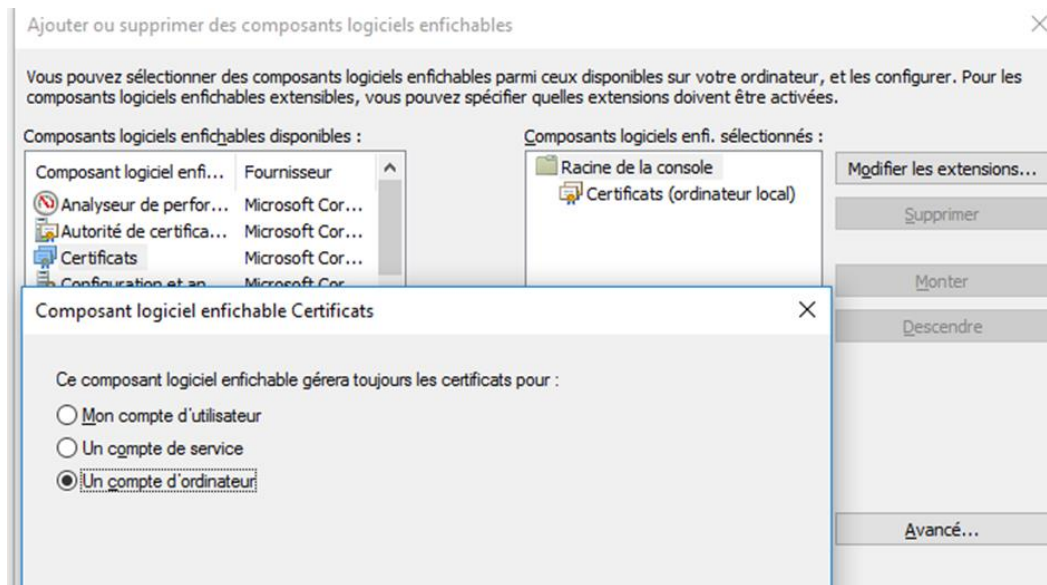 Ajouter ou supprimer des composants logiciels enfichables
Vous pouvez sélectionner des composants logiciels enfichables parmi ceux disponibles sur votre ordinateur, et les configurer. Pour les
composants logiciels enfichables extensibles, vous pouvez spécifier quelles extensions doivent être activées.
Composants logiciels enfichables disponibles :
Composant logiciel enfi... Fournisseur
Analyseur de perfor... Microsoft Cor...
Autorité de certifica... Microsoft Cor...
Certificats Microsoft Cor...
Configuration et an... Microsoft Cor...
Composants logiciels enfi. sélectionnés :
Racine de la console
Certificats (ordinateur local)
Modifier les extensions...
Supprimer
Monter
Descendre
Avancé...
Composant logiciel enfichable Certificats
Ce composant logiciel enfichable gérera toujours les certificats pour :
Mon compte d'utilisateur
Un compte de service
Un compte d'ordinateur